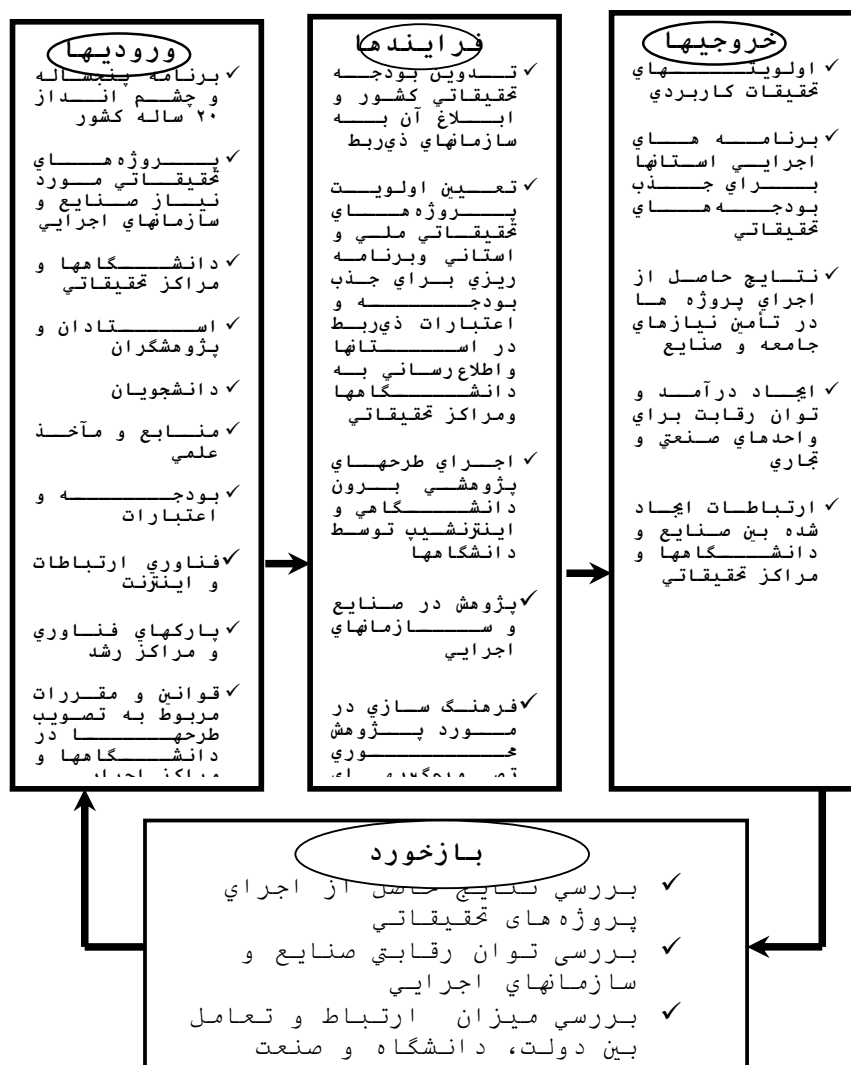 وروديها
برنامه پنجساله
و چشم انداز
۲۰ ساله كشور
پروژه هاي
تحقيقاتي مورد
نياز صنايع و
سازمانهاي اجرايي
دانشگاهها و
مراكز تحقيقاتي
استادان و
پژوهشگران
دانشجويان
منابع و مآخذ
علمي
بودجه و
اعتبارات
فناوري ارتباطات
و اينترنت
پاركهاي فناوري
و مراكز رشد
قوانين و مقررات
مربوط به تصويب
طرحها در
دانشگاهها و
مراكز
فرايندها
تدوين بودجه
تحقيقاتي كشور و
ابلاغ آن به
سازمانهاي ذيربط
تعيين اولويت
پروژه هاي
تحقيقاتي ملي و
استاني وبرنامه
ريزي براي جذب
بودجه و
اعتبارات ذيربط
در استانها
واطلاع رساني به
دانشگاهها
ومراكز تحقيقاتي
اجراي طرحهاي
پژوهشي برون
دانشگاهي و
اينترنشيپ توسط
دانشگاهها
پژوهش در صنايع
و سازمانهاي
اجرايي
فرهنگ سازي در
مورد پژوهش
محوري
خروجيها
اولويتهاي
تحقيقات كاربردي
برنامه هاي
اجرايي استانها
براي جذب
بودجه هاي
تحقيقاتي
نتايج حاصل از
اجراي پروژه ها
در تأمين نيازهاي
جامعه و صنايع
ايجاد درآمد و
توان رقابت براي
واحدهاي صنعتي و
تجاري
ارتباطات ايجاد
شده بين صنايع و
دانشگاهها و
مراكز تحقيقاتي
بازخورد
بررسي نتايج حاصل از اجراي
پروژه های تحقيقاتي
بررسی توان رقابتي صنايع و
سازمانهاي اجرايي
بررسي ميزان ارتباط و تعامل
بين دولت، دانشگاه و صنعت